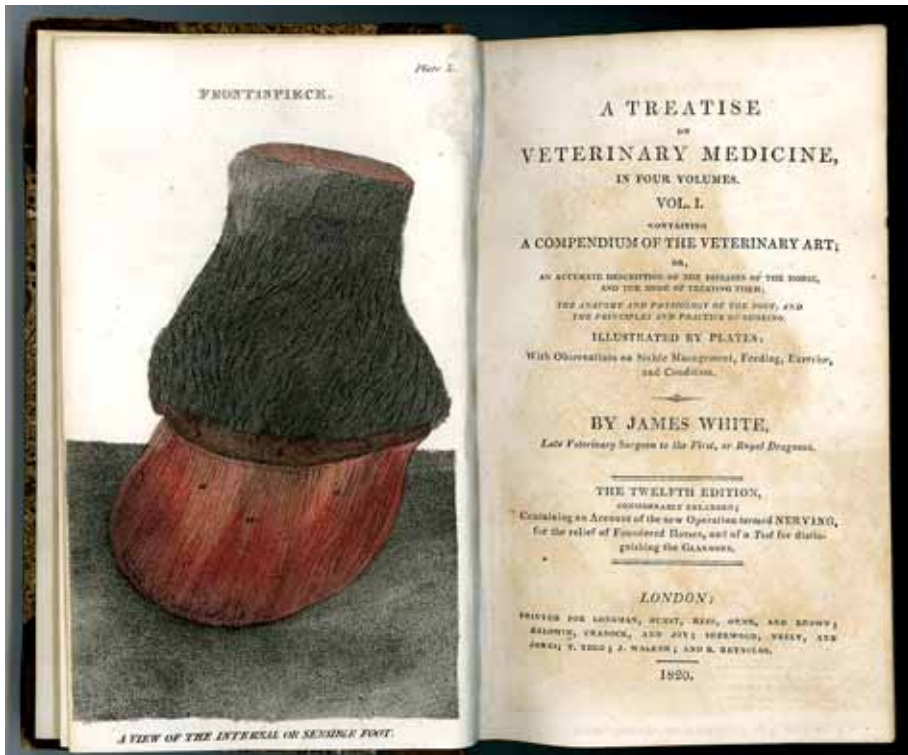 Plate I.
FRONTISPIECE.
A VIEW OF THE INTERNAL OR SENSIBLE FOOT.
A TREATISE
ON
VETERINARY MEDICINE,
IN FOUR VOLUMES.
VOL. I.
CONTAINING
A COMPENDIUM OF THE VETERINARY ART;
OR,
AN ACCURATE DESCRIPTION OF THE DISEASES OF THE HORSE,
AND THE MODE OF TREATING THEM;
THE ANATOMY AND PHYSIOLOGY OF THE FOOT, AND
THE PRINCIPLES AND PRACTICE OF SHOEING.
ILLUSTRATED BY PLATES:
With Observations on Stable Management, Feeding, Exercise,
and Condition.
BY JAMES WHITE,
Late Veterinary Surgeon to the First, or Royal Dragoons.
THE TWELFTH EDITION,
CONSIDERABLY ENLARGED;
Containing an Account of the new Operation termed NERVING,
for the relief of Foundered Horses, and of a Test for distin-
guishing the GLANDERS.
LONDON:
PRINTED FOR LONGMAN, HURST, REES, ORME, AND BROWN;
BALDWIN, CRADOCK, AND JOY; SHERWOOD, NEELY, AND
JONES; T. TEGG; J. WALKER; AND R. REYNOLDS.
1820.